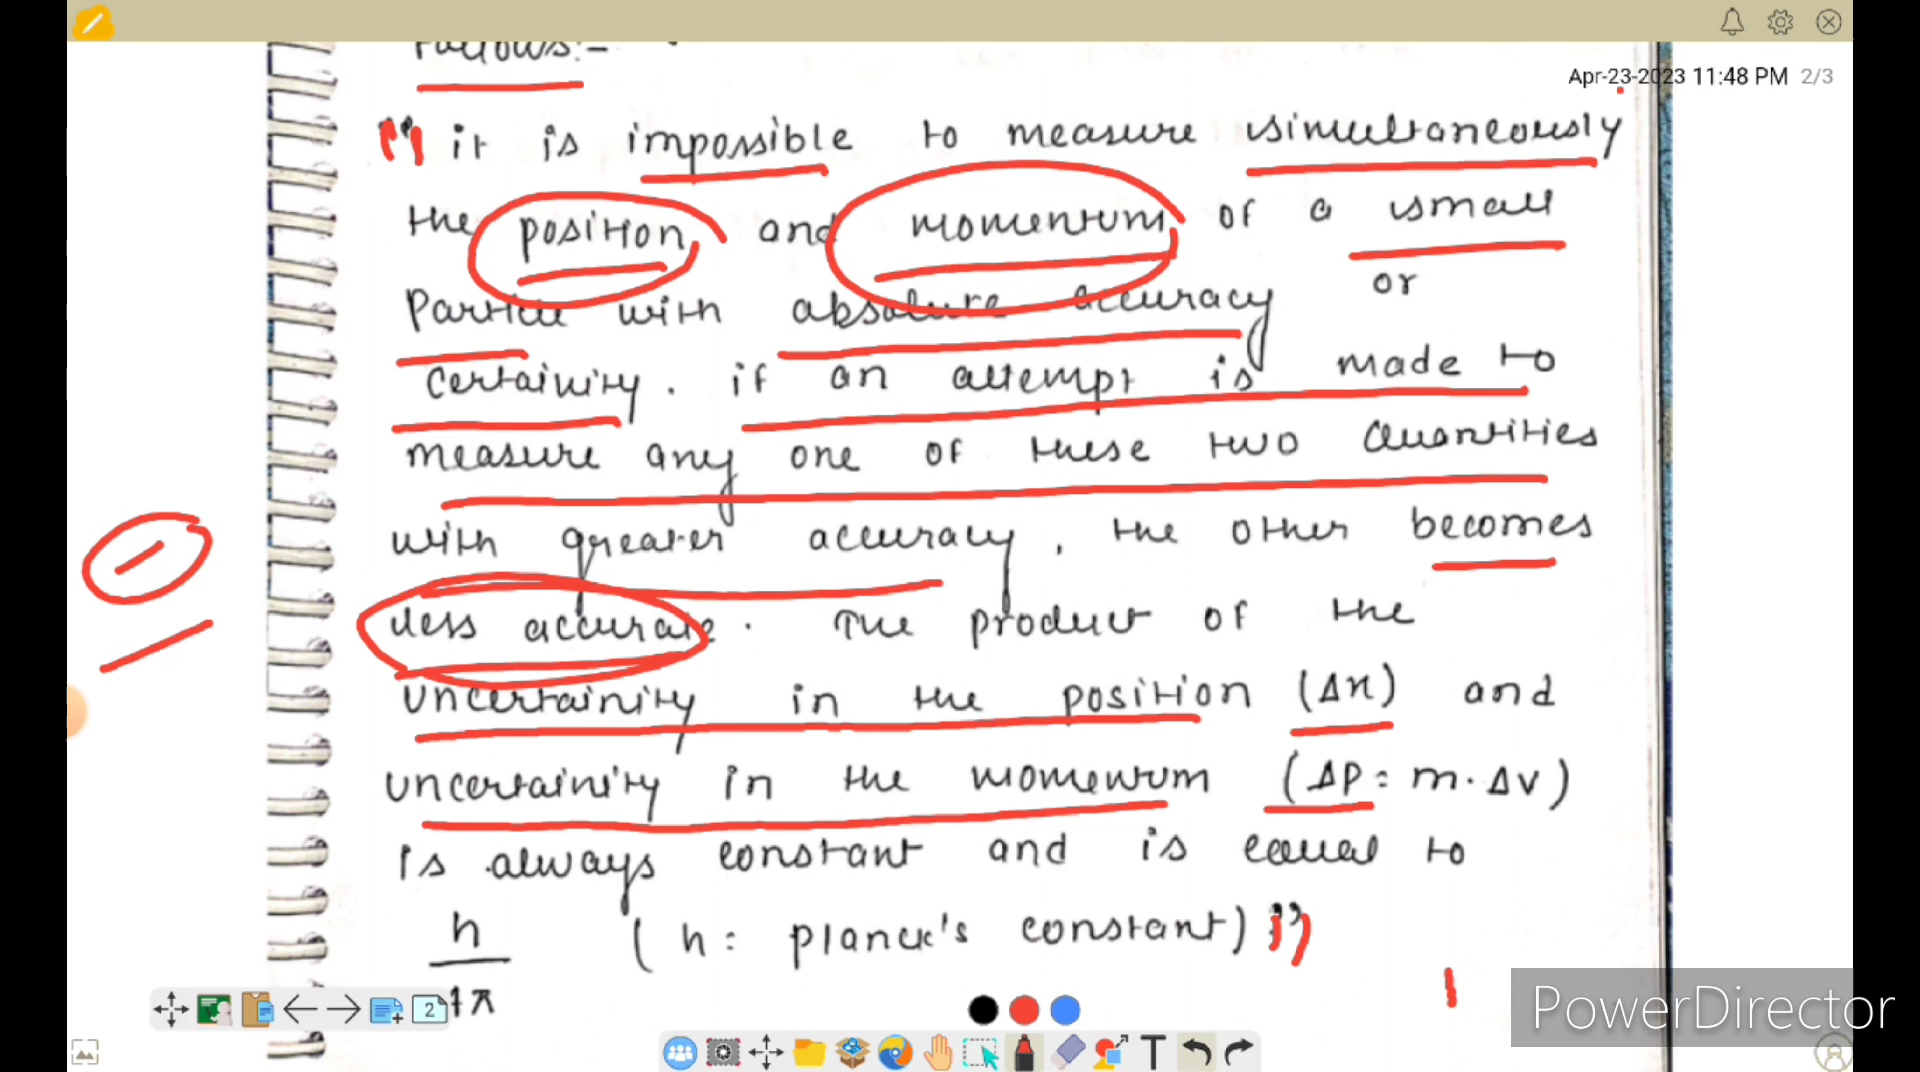 Follows:-
Apr-23-2023 11:48 PM 2/3
"it is impossible to measure simultaneously
the position and momentum of a small
Particle with absolute accuracy or
certainity. if an attempt is made to
measure any one of these two quantities
with greater accuracy, the other becomes
less accurate. The product of the
uncertainity in the position (Δx) and
uncertainity in the momentum (Δp = m·Δv)
is always constant and is equal to
h (h = planck's constant)"
4π
2
T
PowerDirector